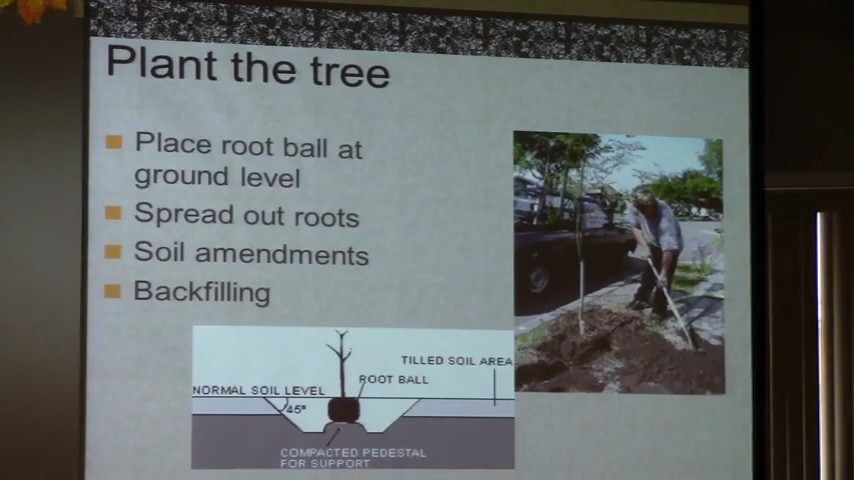 Plant the tree
Place root ball at
ground level
Spread out roots
Soil amendments
Backfilling
TILLED SOIL AREA
ROOT BALL
NORMAL SOIL LEVEL
45°
COMPACTED PEDESTAL
FOR SUPPORT